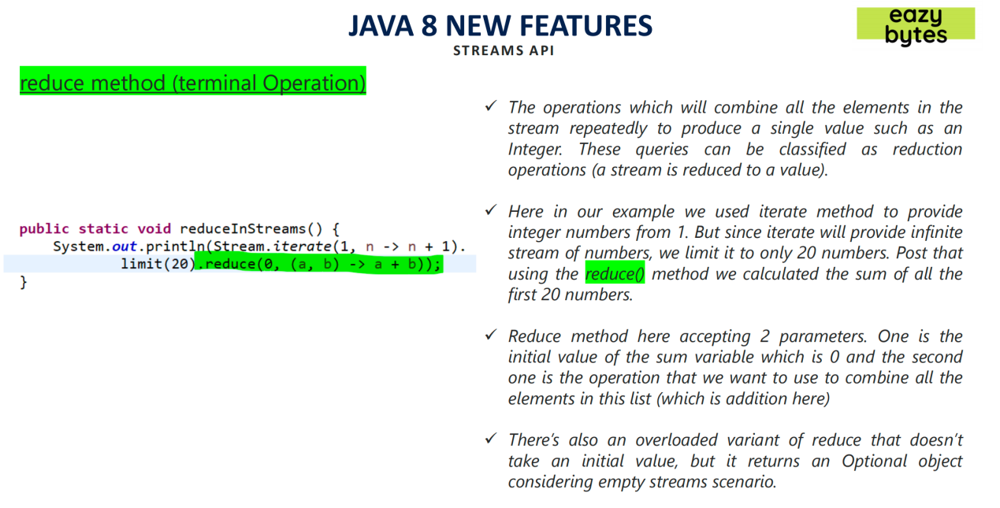 JAVA 8 NEW FEATURES
STREAMS API
eazy
bytes
reduce method (terminal Operation)
public static void reduceInStreams() {
System.out.println(Stream.iterate(1, n -> n + 1).
limit(20).reduce(0, (a, b) -> a + b));
}
✓ The operations which will combine all the elements in the
stream repeatedly to produce a single value such as an
Integer. These queries can be classified as reduction
operations (a stream is reduced to a value).
✓ Here in our example we used iterate method to provide
integer numbers from 1. But since iterate will provide infinite
stream of numbers, we limit it to only 20 numbers. Post that
using the reduce() method we calculated the sum of all the
first 20 numbers.
✓ Reduce method here accepting 2 parameters. One is the
initial value of the sum variable which is 0 and the second
one is the operation that we want to use to combine all the
elements in this list (which is addition here)
✓ There’s also an overloaded variant of reduce that doesn’t
take an initial value, but it returns an Optional object
considering empty streams scenario.